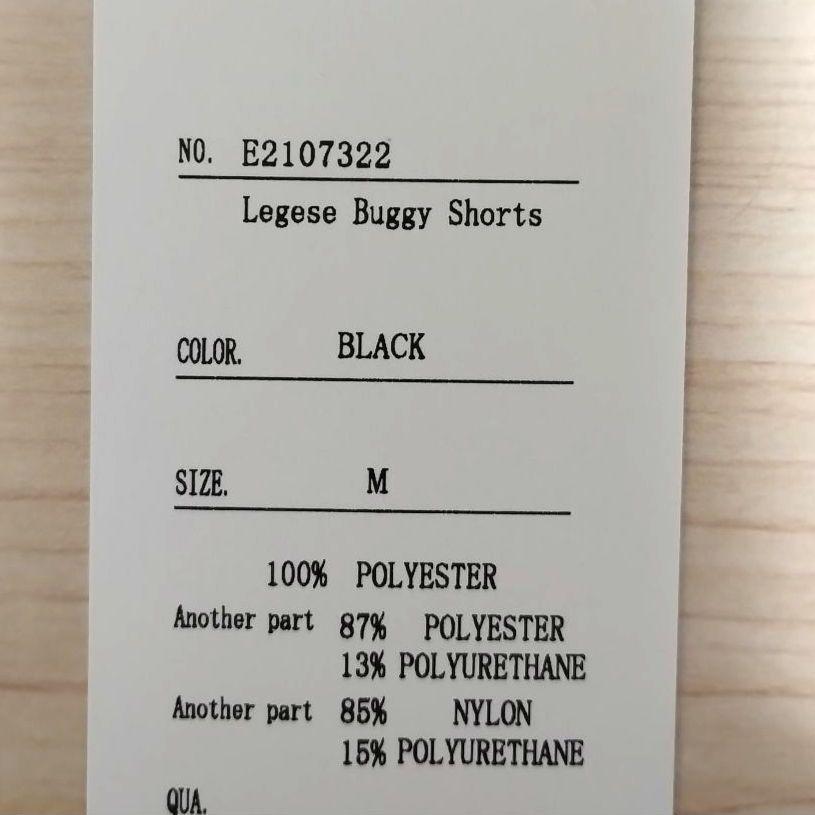 NO. E2107322
Legese Buggy Shorts
COLOR. BLACK
SIZE. M
100% POLYESTER
Another part 87% POLYESTER
13% POLYURETHANE
Another part 85% NYLON
15% POLYURETHANE
QUA.